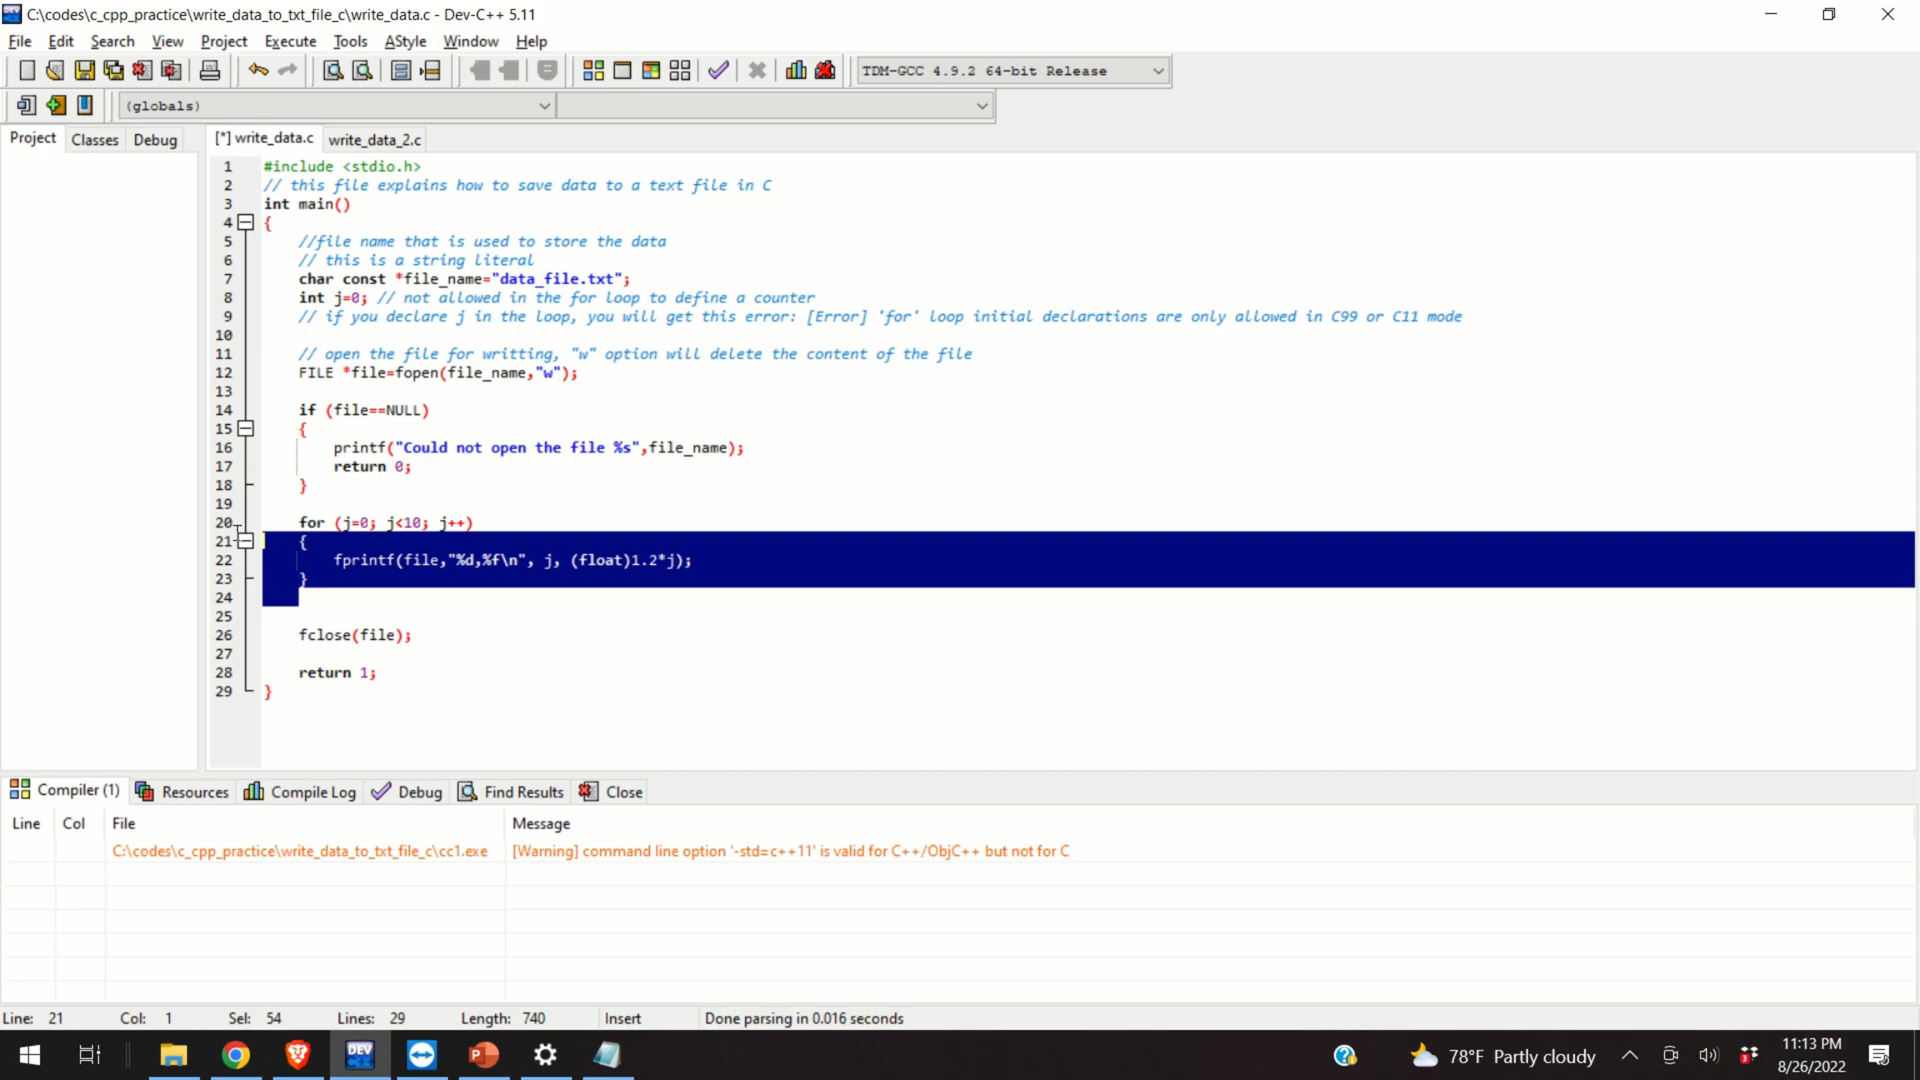 C:\codes\c_cpp_practice\write_data_to_txt_file_c\write_data.c - Dev-C++ 5.11
File Edit Search View Project Execute Tools AStyle Window Help
TDM-GCC 4.9.2 64-bit Release
(globals)
Project Classes Debug [*] write_data.c write_data_2.c
1 #include <stdio.h>
2 // this file explains how to save data to a text file in C
3 int main()
4 {
5 //file name that is used to store the data
6 // this is a string literal
7 char const *file_name="data_file.txt";
8 int j=0; // not allowed in the for loop to define a counter
9 // if you declare j in the loop, you will get this error: [Error] 'for' loop initial declarations are only allowed in C99 or C11 mode
10
11 // open the file for writting, "w" option will delete the content of the file
12 FILE *file=fopen(file_name,"w");
13
14 if (file==NULL)
15 {
16 printf("Could not open the file %s",file_name);
17 return 0;
18 }
19
20 for (j=0; j<10; j++)
21 {
22 fprintf(file,"%d,%f\n", j, (float)1.2*j);
23 }
24
25
26 fclose(file);
27
28 return 1;
29 }
Compiler (1) Resources Compile Log Debug Find Results Close
Line Col File Message
C:\codes\c_cpp_practice\write_data_to_txt_file_c\cc1.exe [Warning] command line option '-std=c++11' is valid for C++/ObjC++ but not for C
Line: 21 Col: 1 Sel: 54 Lines: 29 Length: 740 Insert Done parsing in 0.016 seconds
DEV
78°F Partly cloudy
11:13 PM
8/26/2022